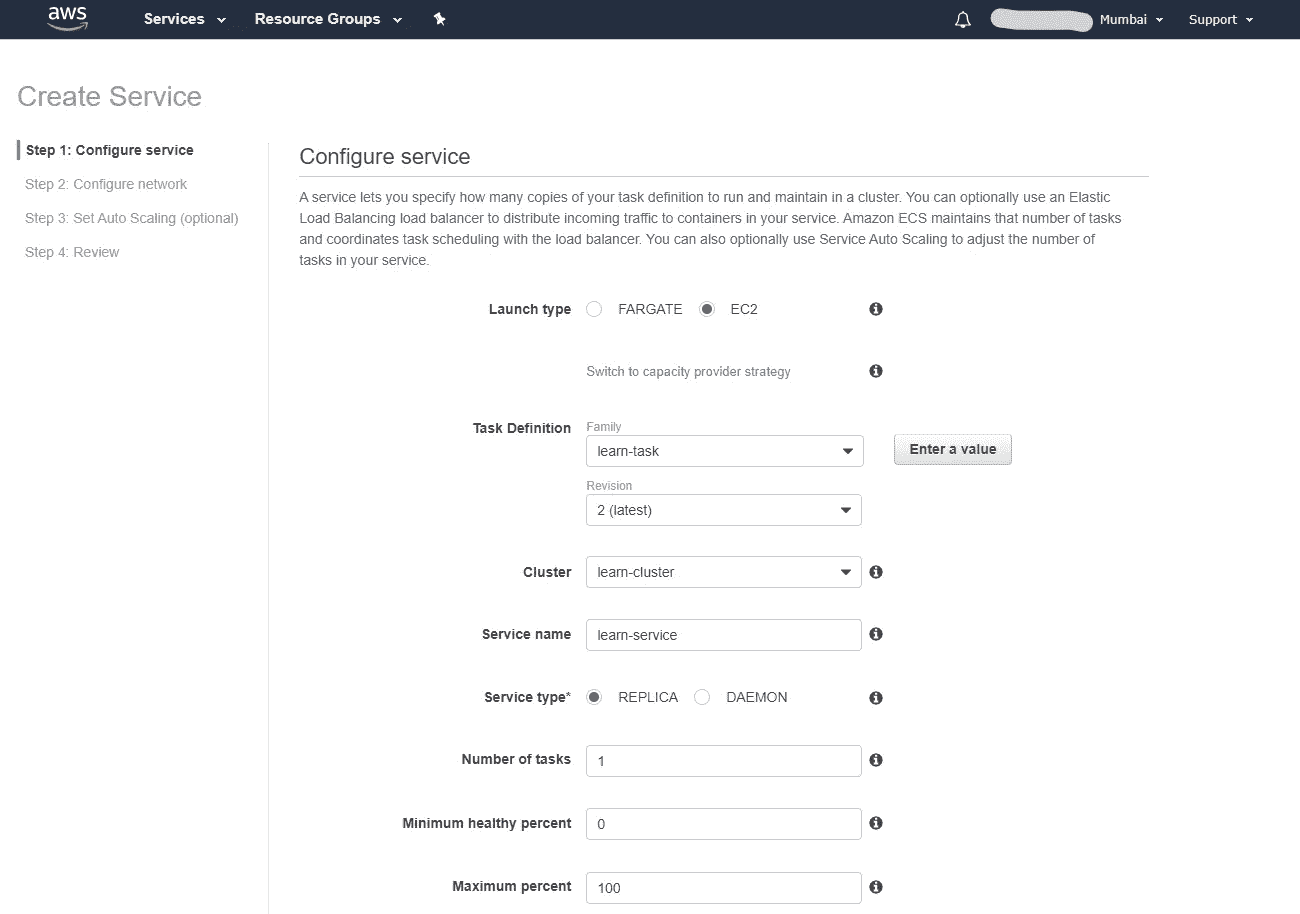 aws Services Resource Groups Mumbai Support
Create Service
Step 1: Configure service
Step 2: Configure network
Step 3: Set Auto Scaling (optional)
Step 4: Review
Configure service
A service lets you specify how many copies of your task definition to run and maintain in a cluster. You can optionally use an Elastic
Load Balancing load balancer to distribute incoming traffic to containers in your service. Amazon ECS maintains that number of tasks
and coordinates task scheduling with the load balancer. You can also optionally use Service Auto Scaling to adjust the number of
tasks in your service.
Launch type FARGATE EC2
Switch to capacity provider strategy
Task Definition Family
learn-task Enter a value
Revision
2 (latest)
Cluster learn-cluster
Service name learn-service
Service type* REPLICA DAEMON
Number of tasks 1
Minimum healthy percent 0
Maximum percent 100